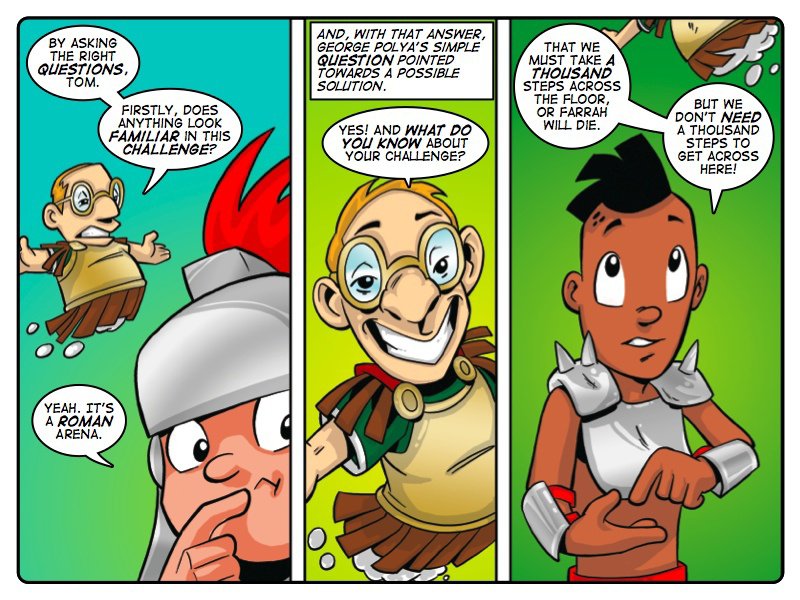 BY ASKING
THE RIGHT
QUESTIONS,
TOM.
FIRSTLY, DOES
ANYTHING LOOK
FAMILIAR IN THIS
CHALLENGE?
YEAH. IT'S
A ROMAN
ARENA.
AND, WITH THAT ANSWER,
GEORGE POLYA'S SIMPLE
QUESTION POINTED
TOWARDS A POSSIBLE
SOLUTION.
YES! AND WHAT DO
YOU KNOW ABOUT
YOUR CHALLENGE?
THAT WE
MUST TAKE A
THOUSAND
STEPS ACROSS
THE FLOOR,
OR FARRAH
WILL DIE.
BUT WE
DON'T NEED
A THOUSAND
STEPS TO
GET ACROSS
HERE!